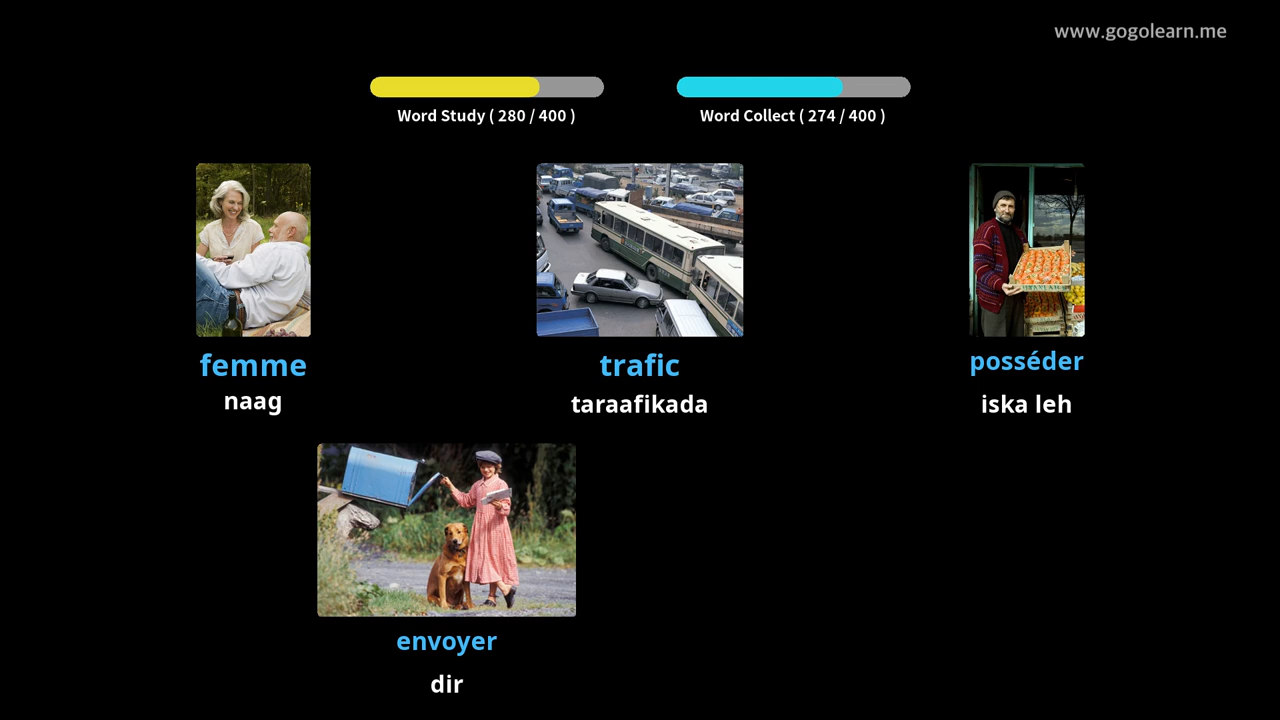 www.gogolearn.me
Word Study ( 280 / 400 )
Word Collect ( 274 / 400 )
femme
naag
trafic
taraafikada
posséder
iska leh
envoyer
dir